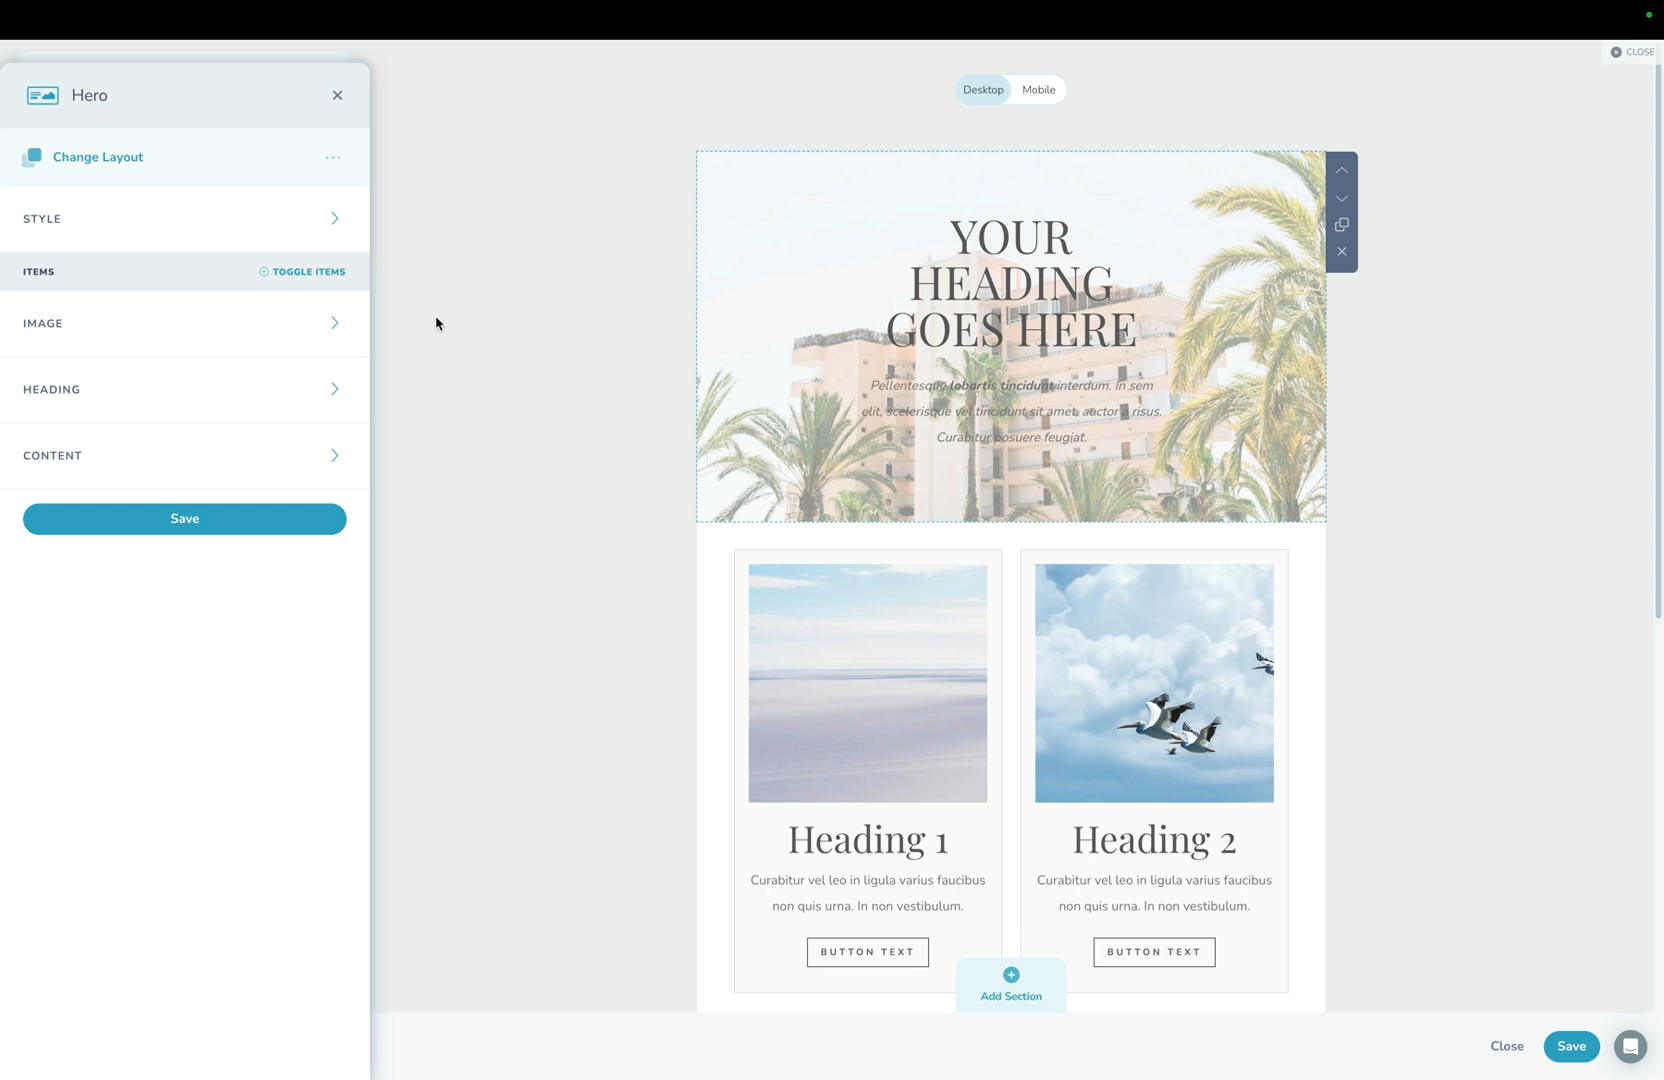 CLOSE
Hero
Desktop Mobile
Change Layout
STYLE
ITEMS
TOGGLE ITEMS
IMAGE
HEADING
CONTENT
Save
YOUR
HEADING
GOES HERE
Pellentesque lobortis tincidunt interdum. In sem
elit, scelerisque vel tincidunt sit amet, auctor a risus.
Curabitur posuere feugiat.
Heading 1
Curabitur vel leo in ligula varius faucibus
non quis urna. In non vestibulum.
BUTTON TEXT
Heading 2
Curabitur vel leo in ligula varius faucibus
non quis urna. In non vestibulum.
BUTTON TEXT
Add Section
Close
Save